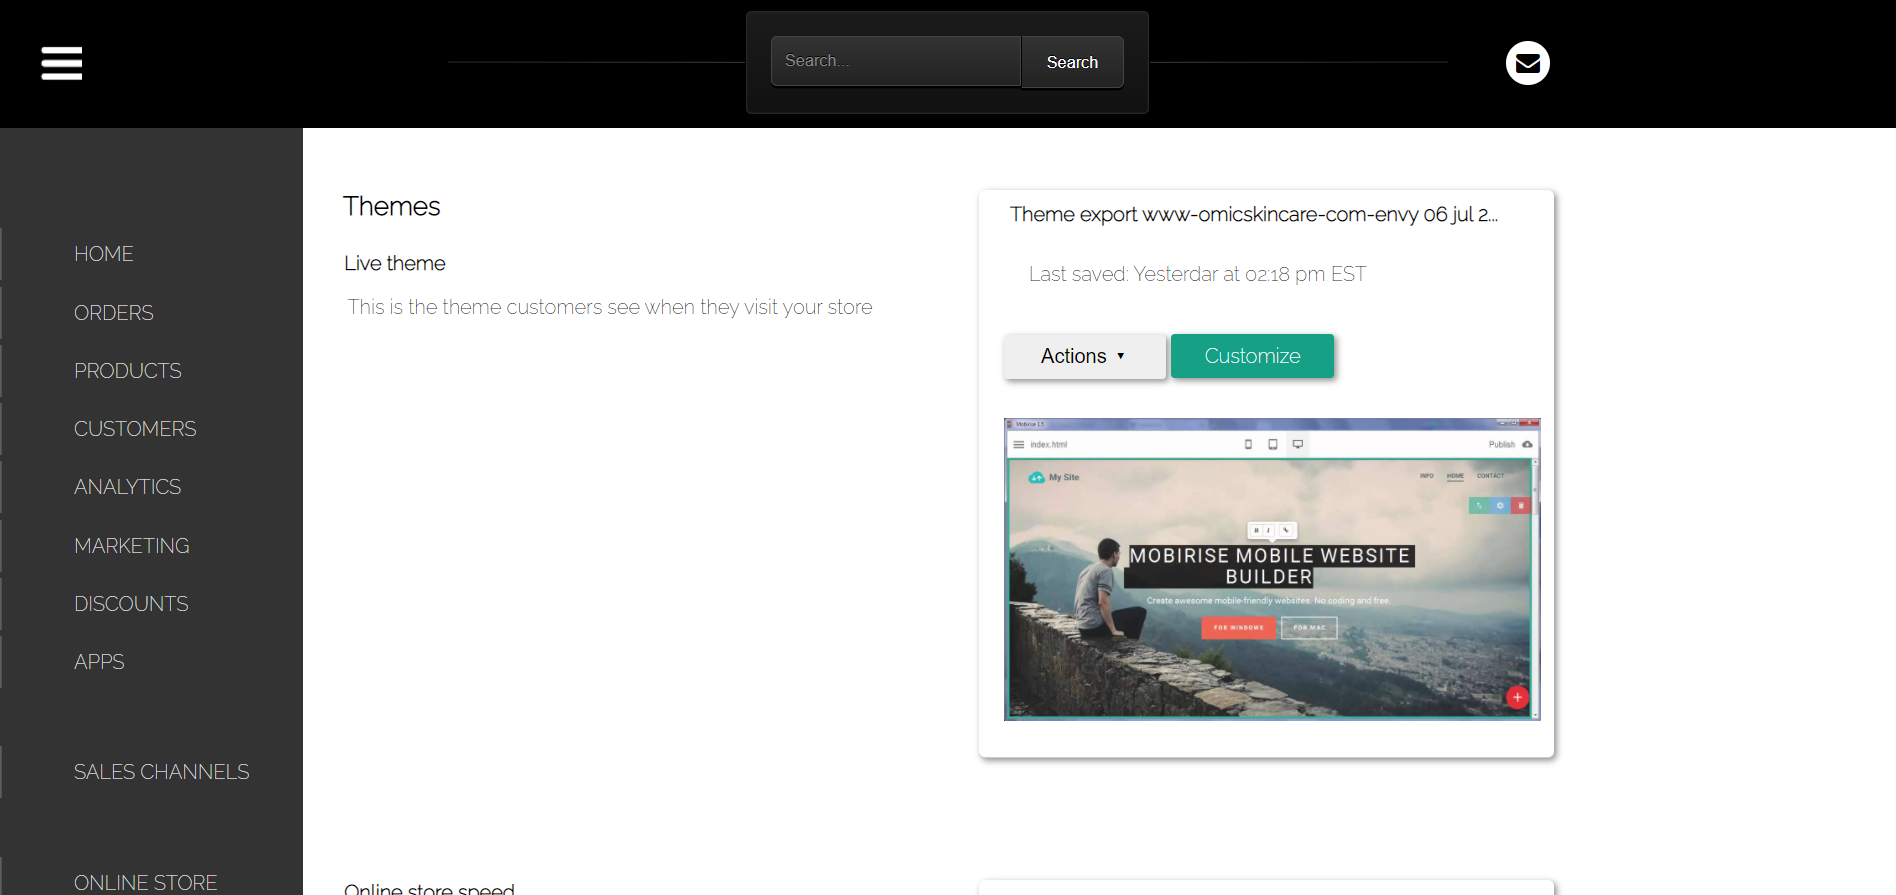 Search...
Search
HOME
ORDERS
PRODUCTS
CUSTOMERS
ANALYTICS
MARKETING
DISCOUNTS
APPS
SALES CHANNELS
ONLINE STORE
Themes
Live theme
This is the theme customers see when they visit your store
Theme export www-omicskincare-com-envy 06 jul 2...
Last saved: Yesterdar at 02:18 pm EST
Actions ▼
Customize
Mobirise 1.5
index.html
Publish
My Site
INFO HOME CONTACT
B I
MOBIRISE MOBILE WEBSITE
BUILDER
Create awesome mobile-friendly websites. No coding and free.
FOR WINDOWS FOR MAC
Online store speed